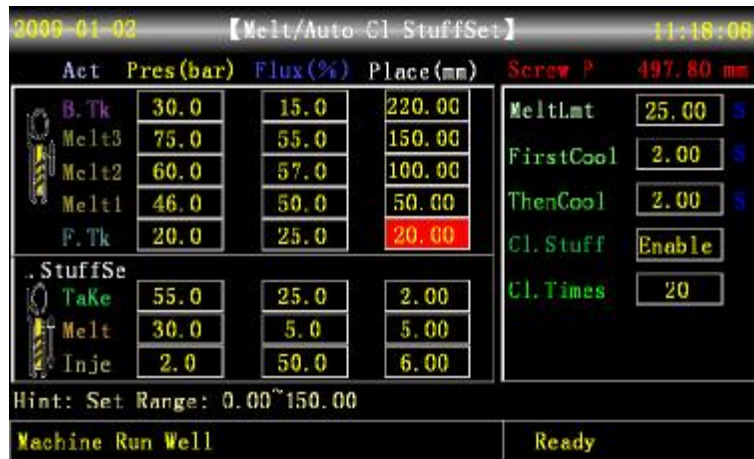 2009-01-02 【Melt/Auto Cl StuffSet】 11:18:08
Act Pres(bar) Flux(%) Place(mm) Screw P 497.80 mm
B.Tk 30.0 15.0 220.00 MeltLmt 25.00 S
Melt3 75.0 55.0 150.00
FirstCool 2.00 S
Melt2 60.0 57.0 100.00
Melt1 46.0 50.0 50.00 ThenCool 2.00 S
F.Tk 20.0 25.0 20.00 Cl.Stuff Enable
.StuffSe
TaKe 55.0 25.0 2.00 Cl.Times 20
Melt 30.0 5.0 5.00
Inje 2.0 50.0 6.00
Hint: Set Range: 0.00~150.00
Machine Run Well Ready